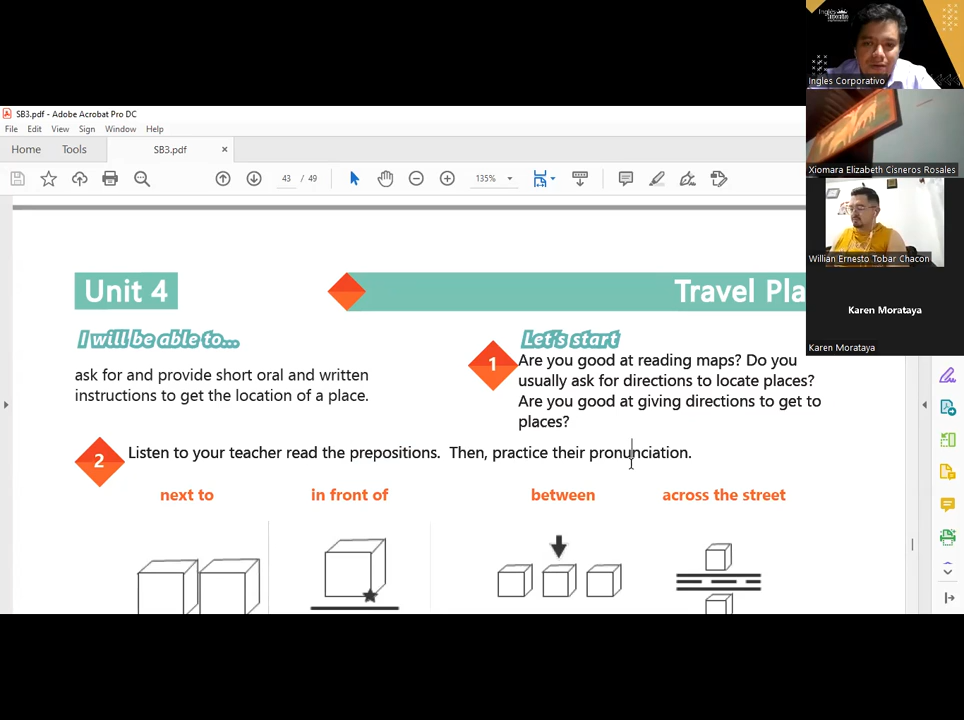 SB3.pdf - Adobe Acrobat Pro DC
File Edit View Sign Window Help
Home Tools SB3.pdf ×
43 / 49 135%
Unit 4
Travel Pla
I will be able to...
Let's start
ask for and provide short oral and written
instructions to get the location of a place.
1
Are you good at reading maps? Do you
usually ask for directions to locate places?
Are you good at giving directions to get to
places?
2
Listen to your teacher read the prepositions. Then, practice their pronunciation.
next to in front of between across the street
Inglés
Corporativo
Ingles Corporativo
Xiomara Elizabeth Cisneros Rosales
Willian Ernesto Tobar Chacon
Karen Morataya
Karen Morataya